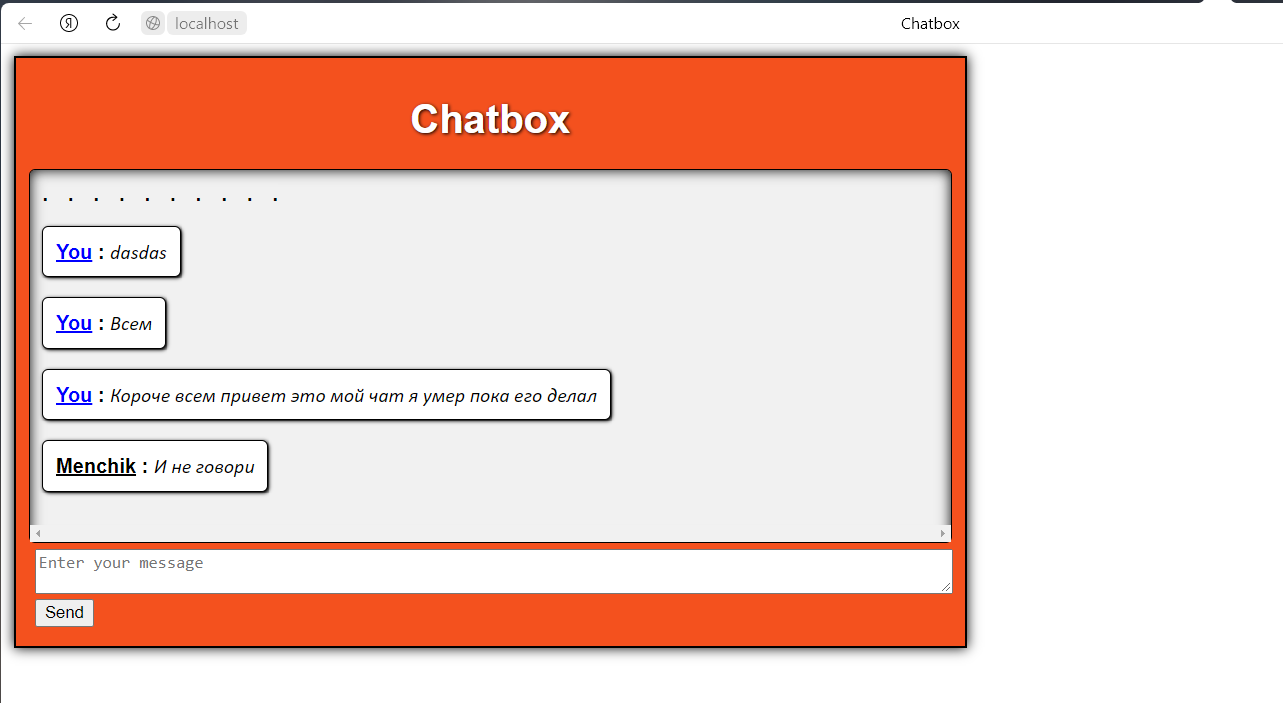 localhost
Chatbox
Chatbox
. . . . . . . . . .
You : dasdas
You : Всем
You : Короче всем привет это мой чат я умер пока его делал
Menchik : И не говори
Enter your message
Send